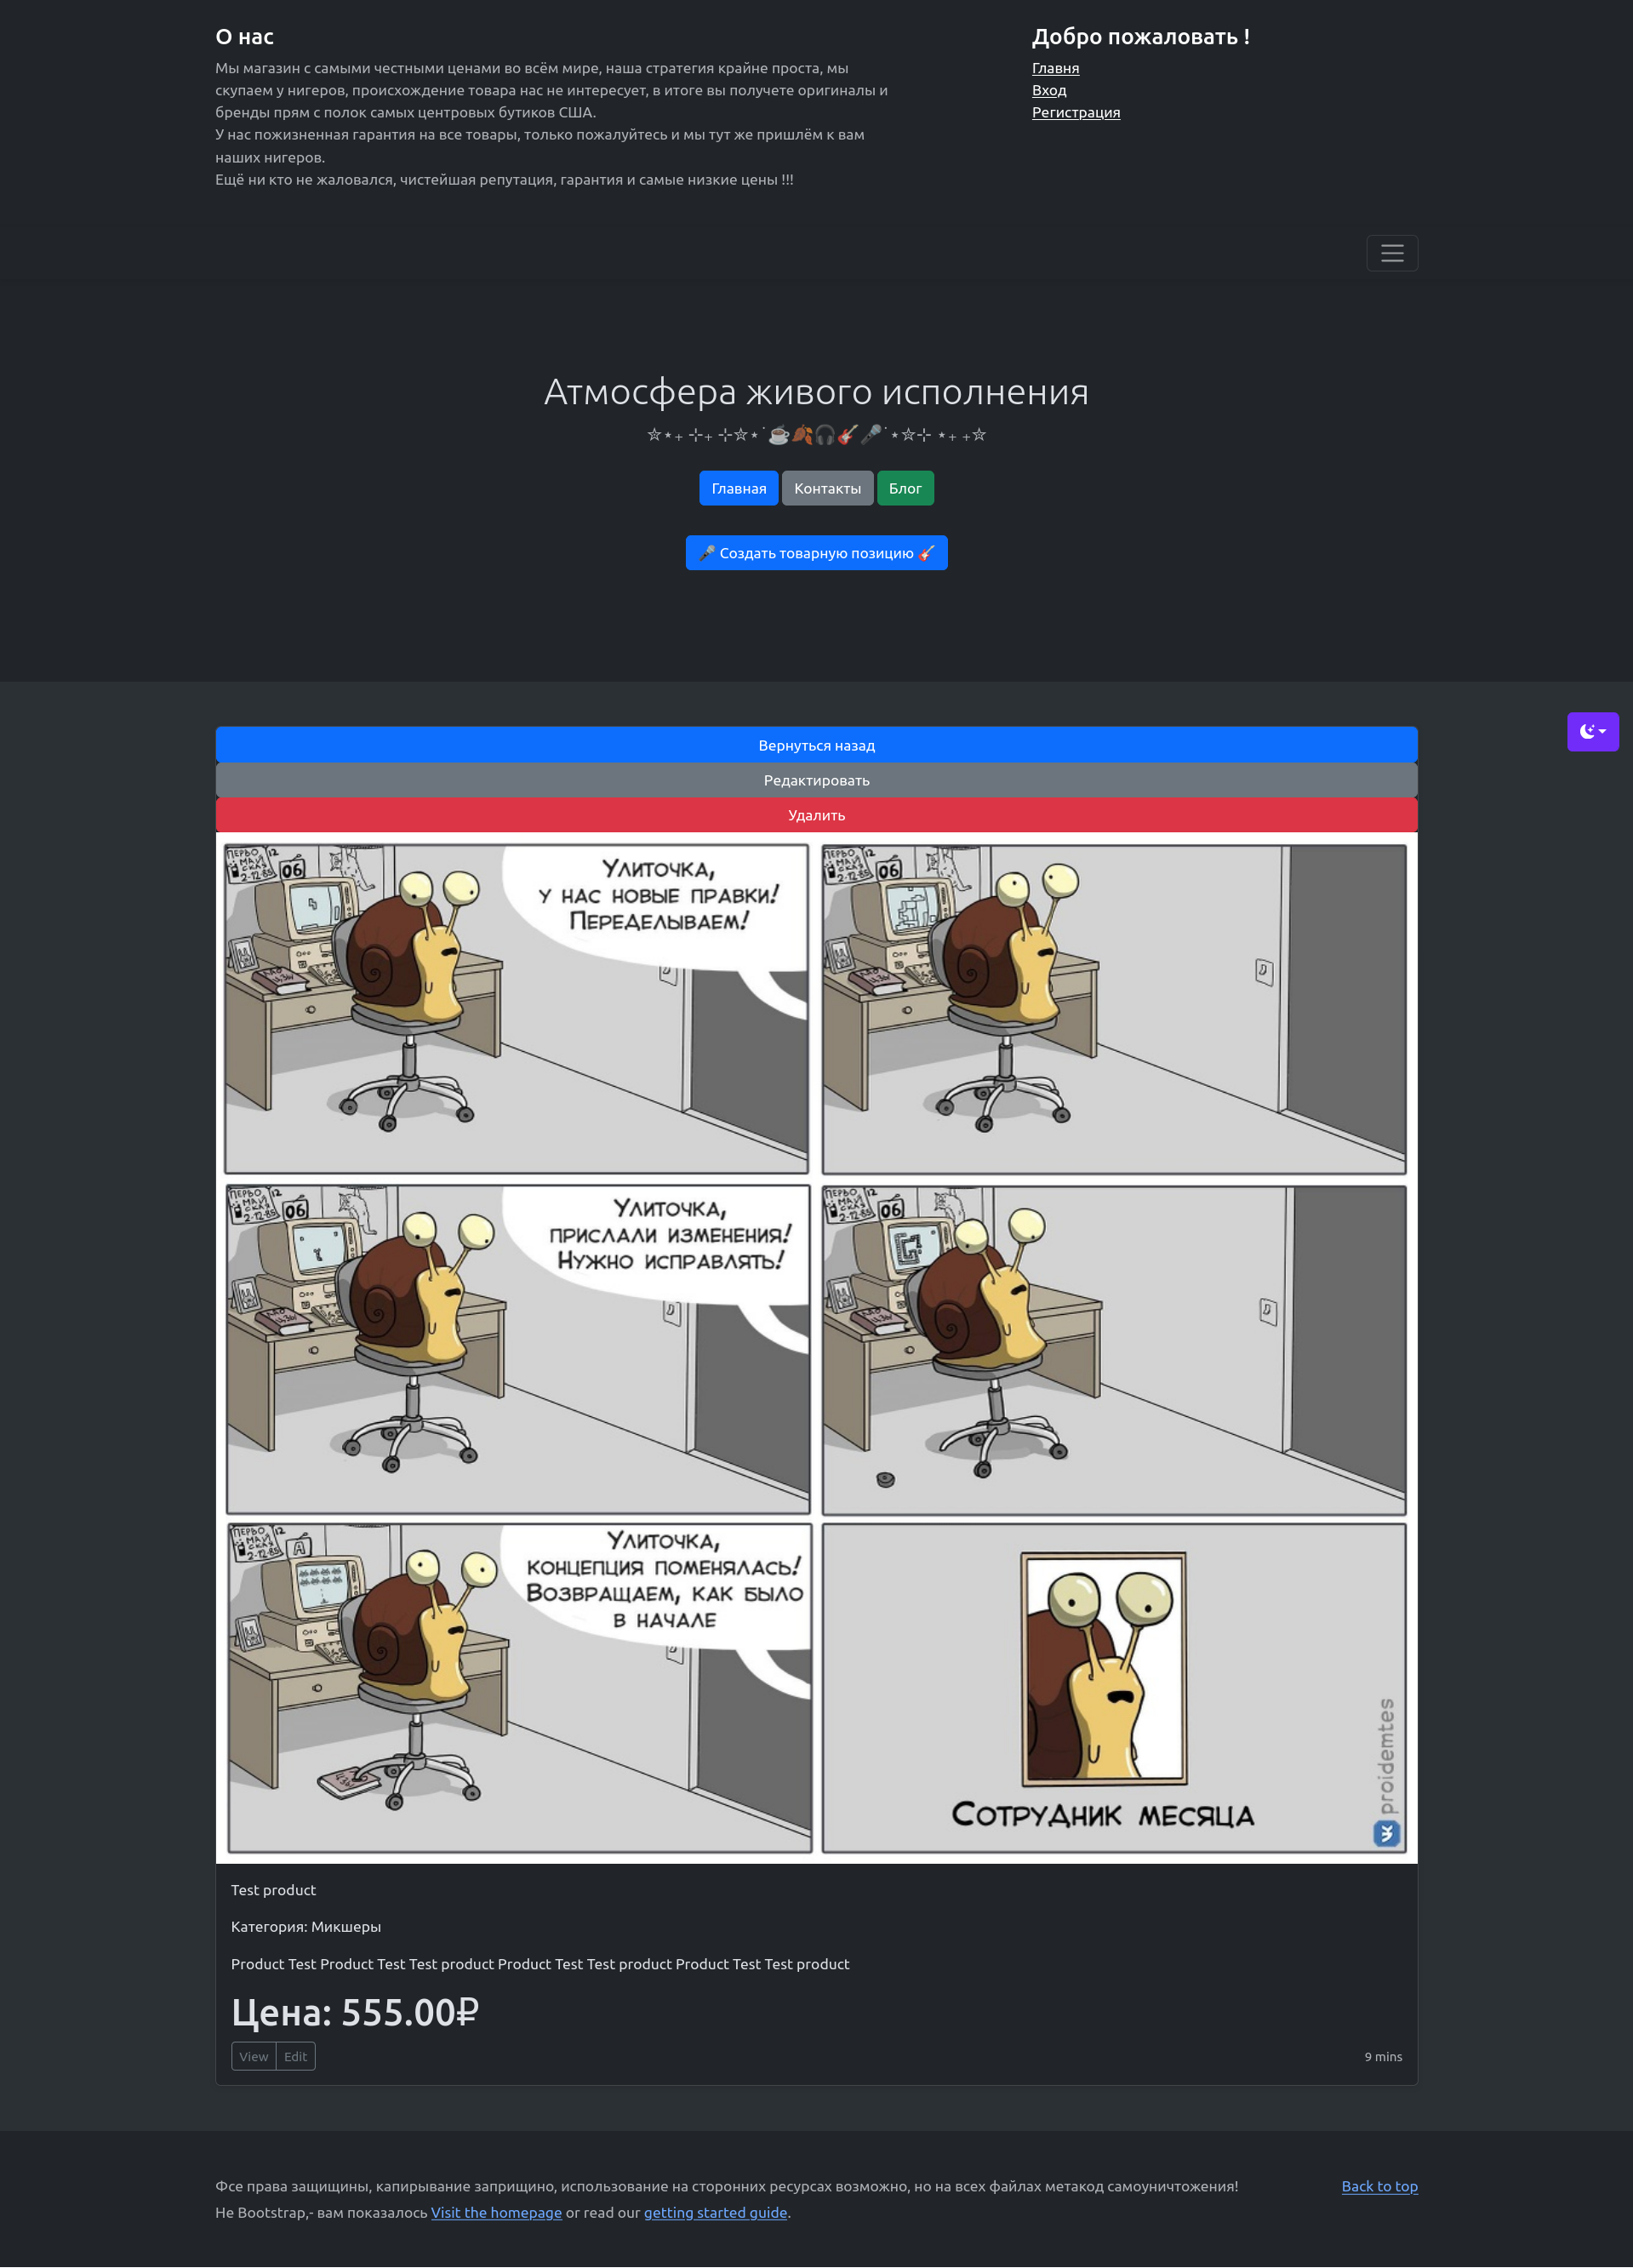 О нас
Мы магазин с самыми честными ценами во всём мире, наша стратегия крайне проста, мы
скупаем у нигеров, происхождение товара нас не интересует, в итоге вы получете оригиналы и
бренды прям с полок самых центровых бутиков США.
У нас пожизненная гарантия на все товары, только пожалуйтесь и мы тут же пришлём к вам
наших нигеров.
Ещё ни кто не жаловался, чистейшая репутация, гарантия и самые низкие цены !!!
Добро пожаловать !
Главня
Вход
Регистрация
Атмосфера живого исполнения
Главная Контакты Блог
🎤 Создать товарную позицию 🎸
Вернуться назад
Редактировать
Удалить
Улиточка,
у нас новые правки!
Переделываем!
Улиточка,
прислали изменения!
Нужно исправлять!
Улиточка,
концепция поменялась!
Возвращаем, как было
в начале
Сотрудник месяца
proidemtes
Test product
Категория: Микшеры
Product Test Product Test Test product Product Test Test product Product Test Test product
Цена: 555.00₽
View Edit
9 mins
Фсе права защищины, капирывание заприщино, использование на сторонних ресурсах возможно, но на всех файлах метакод самоуничтожения!
Back to top
Не Bootstrap,- вам показалось Visit the homepage or read our getting started guide.